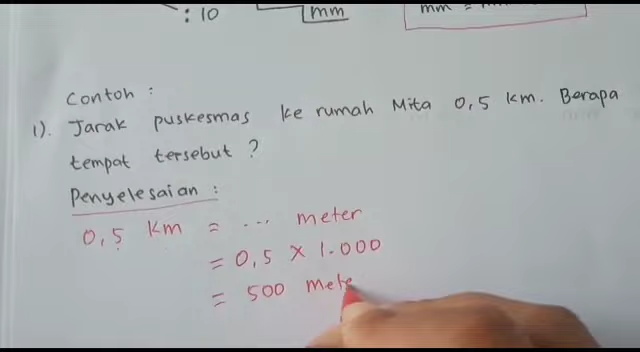 : 10
mm
mm =
Contoh :
1). Jarak puskesmas ke rumah Mita 0,5 km. Berapa
tempat tersebut ?
Penyelesaian :
0,5 km = ... meter
= 0,5 × 1.000
= 500 mete